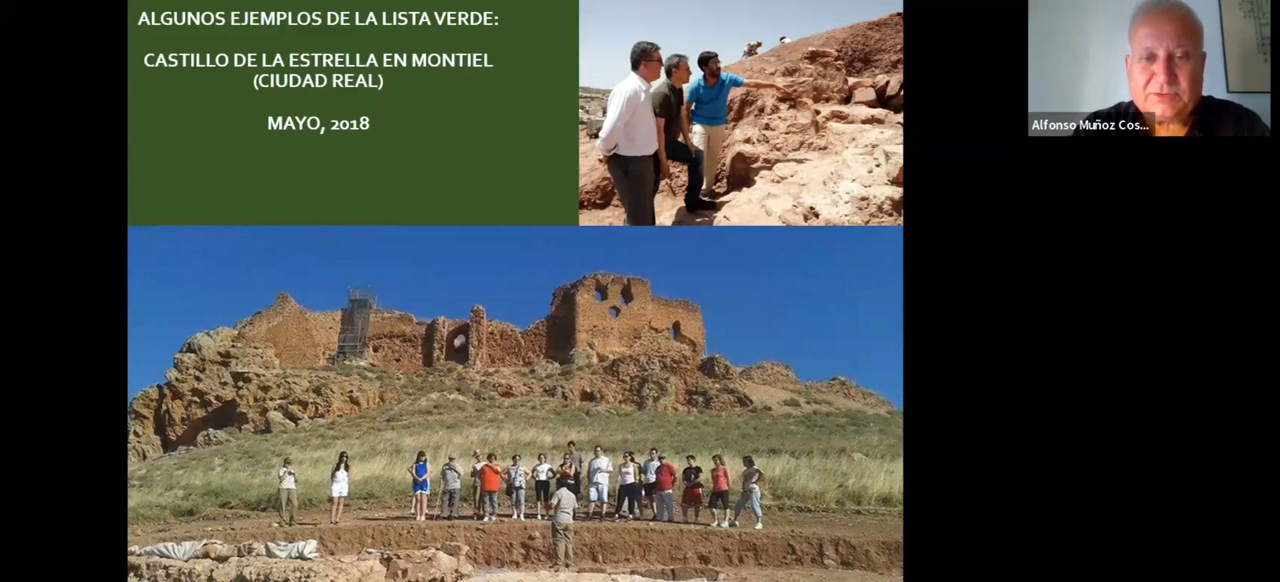 ALGUNOS EJEMPLOS DE LA LISTA VERDE:
CASTILLO DE LA ESTRELLA EN MONTIEL
(CIUDAD REAL)
MAYO, 2018
Alfonso Muñoz Cos...